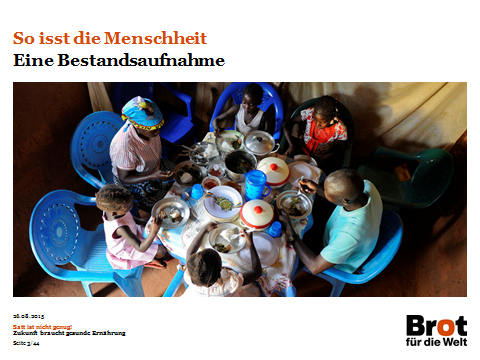 So isst die Menschheit
Eine Bestandsaufnahme
26.08.2015
Satt ist nicht genug!
Zukunft braucht gesunde Ernährung
Seite 3/44
Brot
für die Welt